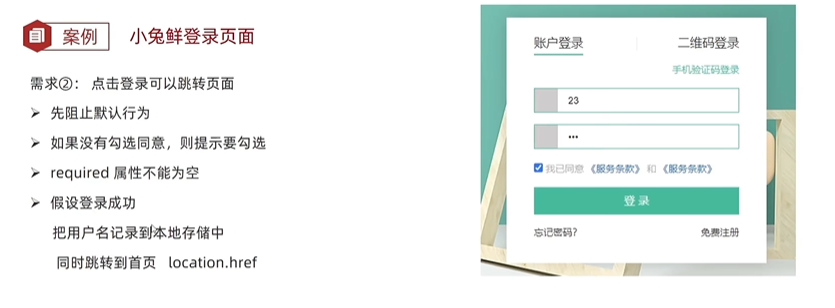 案例 小兔鲜登录页面
需求②： 点击登录可以跳转页面
➢ 先阻止默认行为
➢ 如果没有勾选同意，则提示要勾选
➢ required 属性不能为空
➢ 假设登录成功
把用户名记录到本地存储中
同时跳转到首页 location.href
账户登录 二维码登录
手机验证码登录
23
•••
我已同意 《服务条款》 和 《服务条款》
登 录
忘记密码? 免费注册